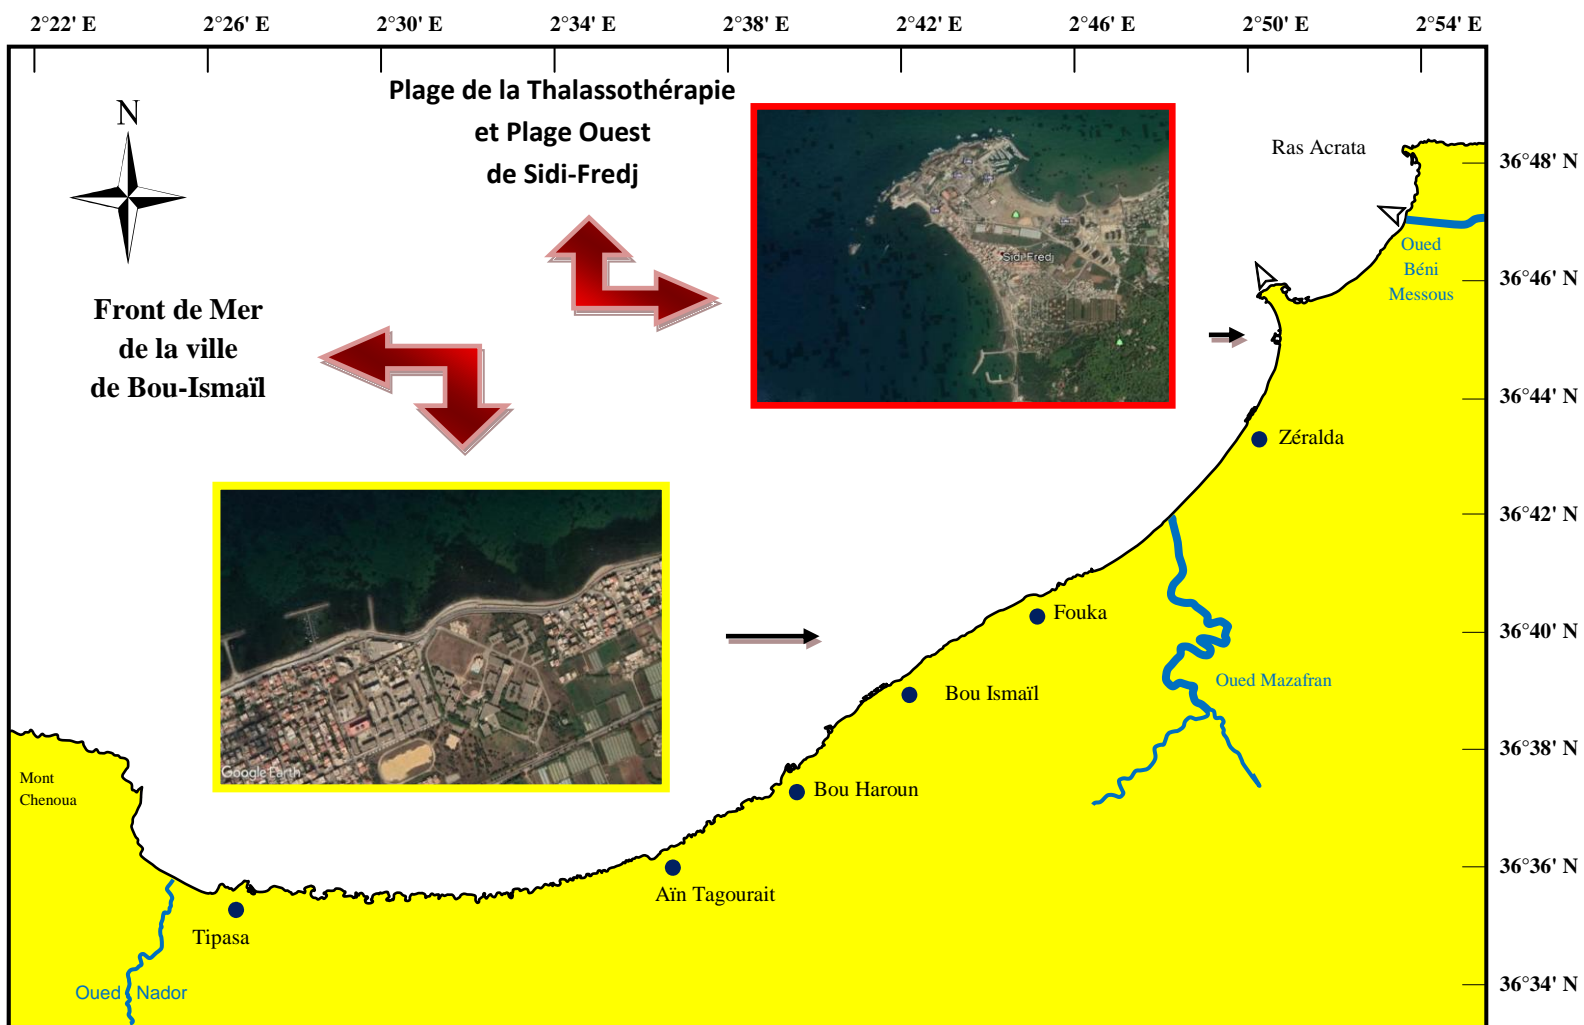 2°22' E
2°26' E
2°30' E
2°34' E
2°38' E
2°42' E
2°46' E
2°50' E
2°54' E
Plage de la Thalassothérapie
et Plage Ouest
de Sidi-Fredj
N
Ras Acrata
36°48' N
Oued
Béni
Messous
Sidi Fredj
36°46' N
Front de Mer
de la ville
de Bou-Ismaïl
36°44' N
Zéralda
36°42' N
Fouka
36°40' N
Oued Mazafran
Bou Ismaïl
36°38' N
Mont
Chenoua
Google Earth
Bou Haroun
36°36' N
Aïn Tagourait
Tipasa
Oued Nador
36°34' N